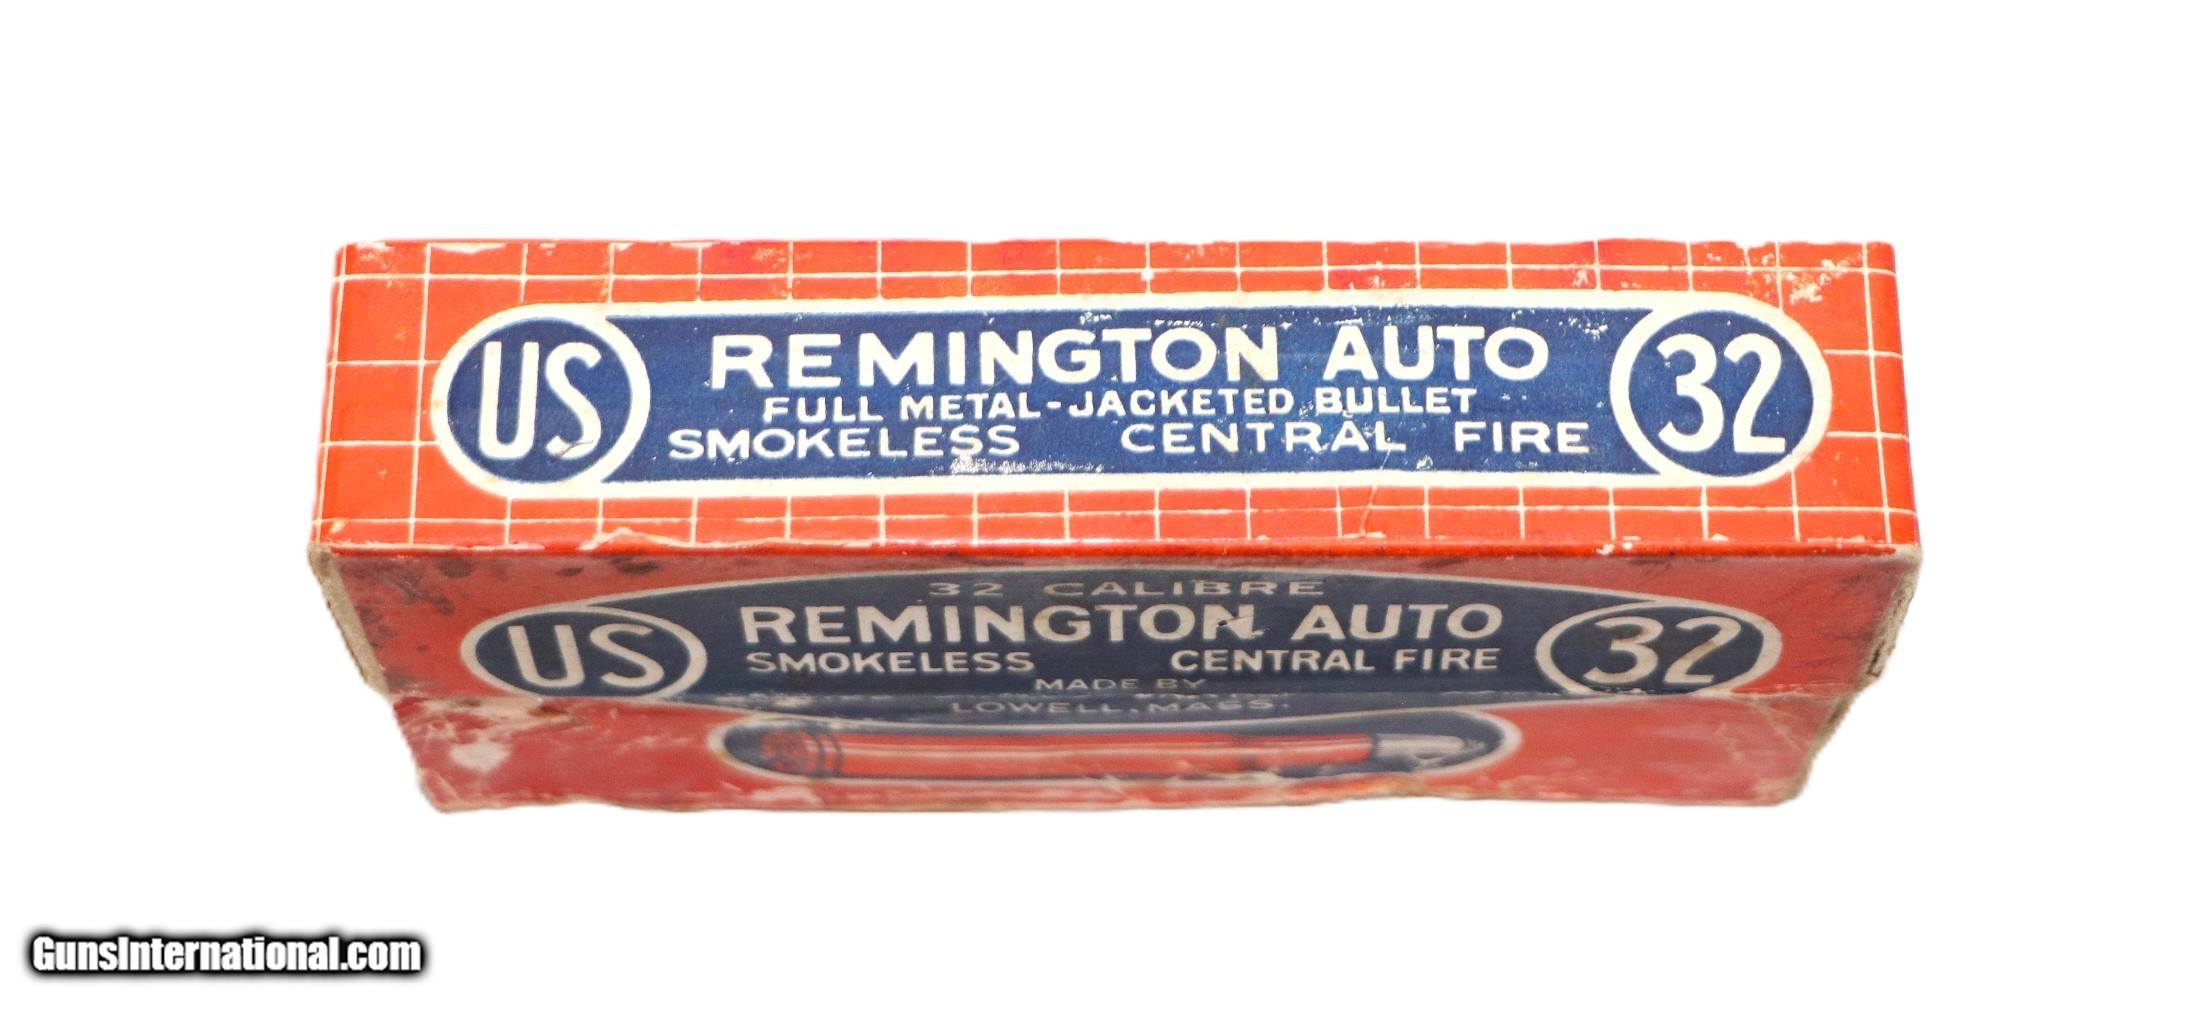 US
REMINGTON AUTO
32
FULL METAL-JACKETED BULLET
SMOKELESS CENTRAL FIRE
32 CALIBRE
US
REMINGTON AUTO
32
SMOKELESS CENTRAL FIRE
MADE BY
LOWELL, MASS.
GunsInternational.com